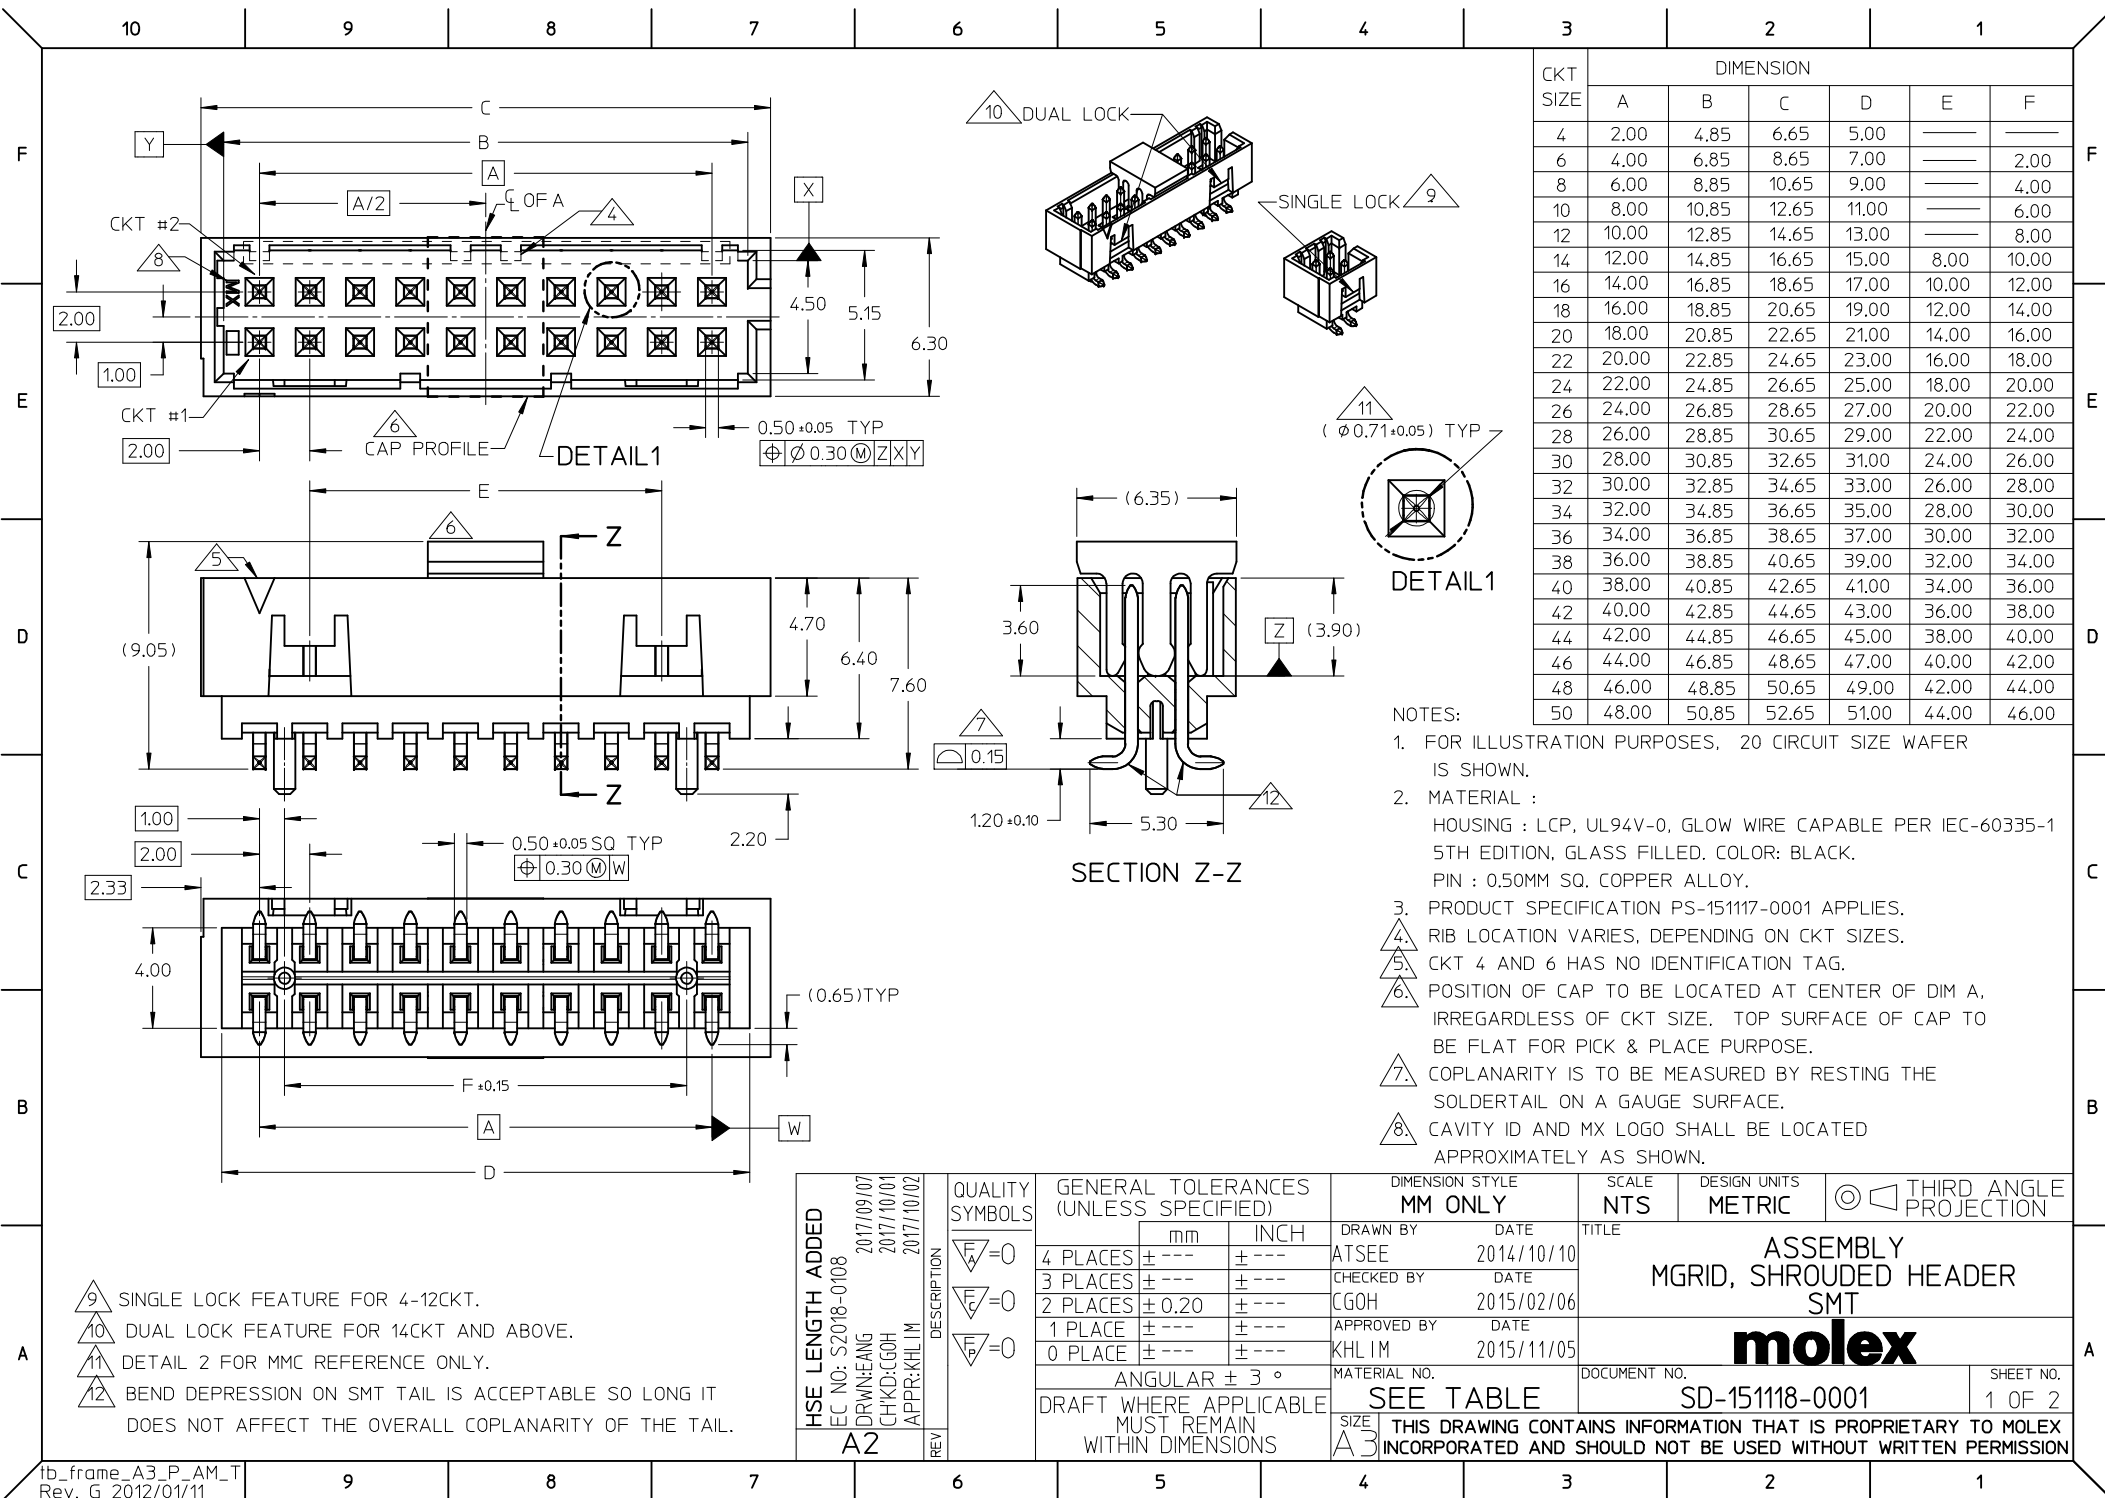 10 9 8 7 6 5 4 3 2 1
F
E
D
C
B
A
F
E
D
C
B
A
C
B
A
A/2
℄ OF A
Y
X
CKT #2
4
8
MX
2.00
1.00
4.50
5.15
6.30
CKT #1
2.00
6
CAP PROFILE
DETAIL1
0.50 ±0.05 TYP
⌖ Ø 0.30 Ⓜ Z X Y
10 DUAL LOCK
SINGLE LOCK 9
11
( Ø0.71±0.05) TYP
DETAIL1
E
Z
6
5
(9.05)
4.70
6.40
7.60
Z
2.20
(6.35)
3.60
Z (3.90)
7
⌓ 0.15
1.20 ±0.10
5.30
12
SECTION Z-Z
1.00
2.00
2.33
0.50 ±0.05 SQ TYP
⌖ 0.30 Ⓜ W
4.00
(0.65)TYP
F ±0.15
A
W
D
CKT SIZE DIMENSION
A B C D E F
4 2.00 4.85 6.65 5.00 — —
6 4.00 6.85 8.65 7.00 — 2.00
8 6.00 8.85 10.65 9.00 — 4.00
10 8.00 10.85 12.65 11.00 — 6.00
12 10.00 12.85 14.65 13.00 — 8.00
14 12.00 14.85 16.65 15.00 8.00 10.00
16 14.00 16.85 18.65 17.00 10.00 12.00
18 16.00 18.85 20.65 19.00 12.00 14.00
20 18.00 20.85 22.65 21.00 14.00 16.00
22 20.00 22.85 24.65 23.00 16.00 18.00
24 22.00 24.85 26.65 25.00 18.00 20.00
26 24.00 26.85 28.65 27.00 20.00 22.00
28 26.00 28.85 30.65 29.00 22.00 24.00
30 28.00 30.85 32.65 31.00 24.00 26.00
32 30.00 32.85 34.65 33.00 26.00 28.00
34 32.00 34.85 36.65 35.00 28.00 30.00
36 34.00 36.85 38.65 37.00 30.00 32.00
38 36.00 38.85 40.65 39.00 32.00 34.00
40 38.00 40.85 42.65 41.00 34.00 36.00
42 40.00 42.85 44.65 43.00 36.00 38.00
44 42.00 44.85 46.65 45.00 38.00 40.00
46 44.00 46.85 48.65 47.00 40.00 42.00
48 46.00 48.85 50.65 49.00 42.00 44.00
50 48.00 50.85 52.65 51.00 44.00 46.00
NOTES:
1. FOR ILLUSTRATION PURPOSES, 20 CIRCUIT SIZE WAFER
IS SHOWN.
2. MATERIAL :
HOUSING : LCP, UL94V-0, GLOW WIRE CAPABLE PER IEC-60335-1
5TH EDITION, GLASS FILLED. COLOR: BLACK.
PIN : 0.50MM SQ. COPPER ALLOY.
3. PRODUCT SPECIFICATION PS-151117-0001 APPLIES.
4. RIB LOCATION VARIES, DEPENDING ON CKT SIZES.
5. CKT 4 AND 6 HAS NO IDENTIFICATION TAG.
6. POSITION OF CAP TO BE LOCATED AT CENTER OF DIM A,
IRREGARDLESS OF CKT SIZE. TOP SURFACE OF CAP TO
BE FLAT FOR PICK & PLACE PURPOSE.
7. COPLANARITY IS TO BE MEASURED BY RESTING THE
SOLDERTAIL ON A GAUGE SURFACE.
8. CAVITY ID AND MX LOGO SHALL BE LOCATED
APPROXIMATELY AS SHOWN.
9 SINGLE LOCK FEATURE FOR 4-12CKT.
10 DUAL LOCK FEATURE FOR 14CKT AND ABOVE.
11 DETAIL 2 FOR MMC REFERENCE ONLY.
12 BEND DEPRESSION ON SMT TAIL IS ACCEPTABLE SO LONG IT
DOES NOT AFFECT THE OVERALL COPLANARITY OF THE TAIL.
HSE LENGTH ADDED
EC NO: S2018-0108
DRWN:EANG 2017/09/07
CH'KD:CGOH 2017/10/01
APPR:KHLIM 2017/10/02
A2
DESCRIPTION
REV
QUALITY SYMBOLS
FA=0
FC=0
FP=0
GENERAL TOLERANCES
(UNLESS SPECIFIED)
mm INCH
4 PLACES ± --- ± ---
3 PLACES ± --- ± ---
2 PLACES ± 0.20 ± ---
1 PLACE ± --- ± ---
0 PLACE ± --- ± ---
ANGULAR ± 3 °
DRAFT WHERE APPLICABLE
MUST REMAIN
WITHIN DIMENSIONS
DIMENSION STYLE
MM ONLY
SCALE
NTS
DESIGN UNITS
METRIC
THIRD ANGLE
PROJECTION
DRAWN BY DATE
ATSEE 2014/10/10
CHECKED BY DATE
CGOH 2015/02/06
APPROVED BY DATE
KHLIM 2015/11/05
TITLE
ASSEMBLY
MGRID, SHROUDED HEADER
SMT
molex
MATERIAL NO.
SEE TABLE
DOCUMENT NO.
SD-151118-0001
SHEET NO.
1 OF 2
SIZE
A3
THIS DRAWING CONTAINS INFORMATION THAT IS PROPRIETARY TO MOLEX
INCORPORATED AND SHOULD NOT BE USED WITHOUT WRITTEN PERMISSION
tb_frame_A3_P_AM_T
Rev. G 2012/01/11
9 8 7 6 5 4 3 2 1